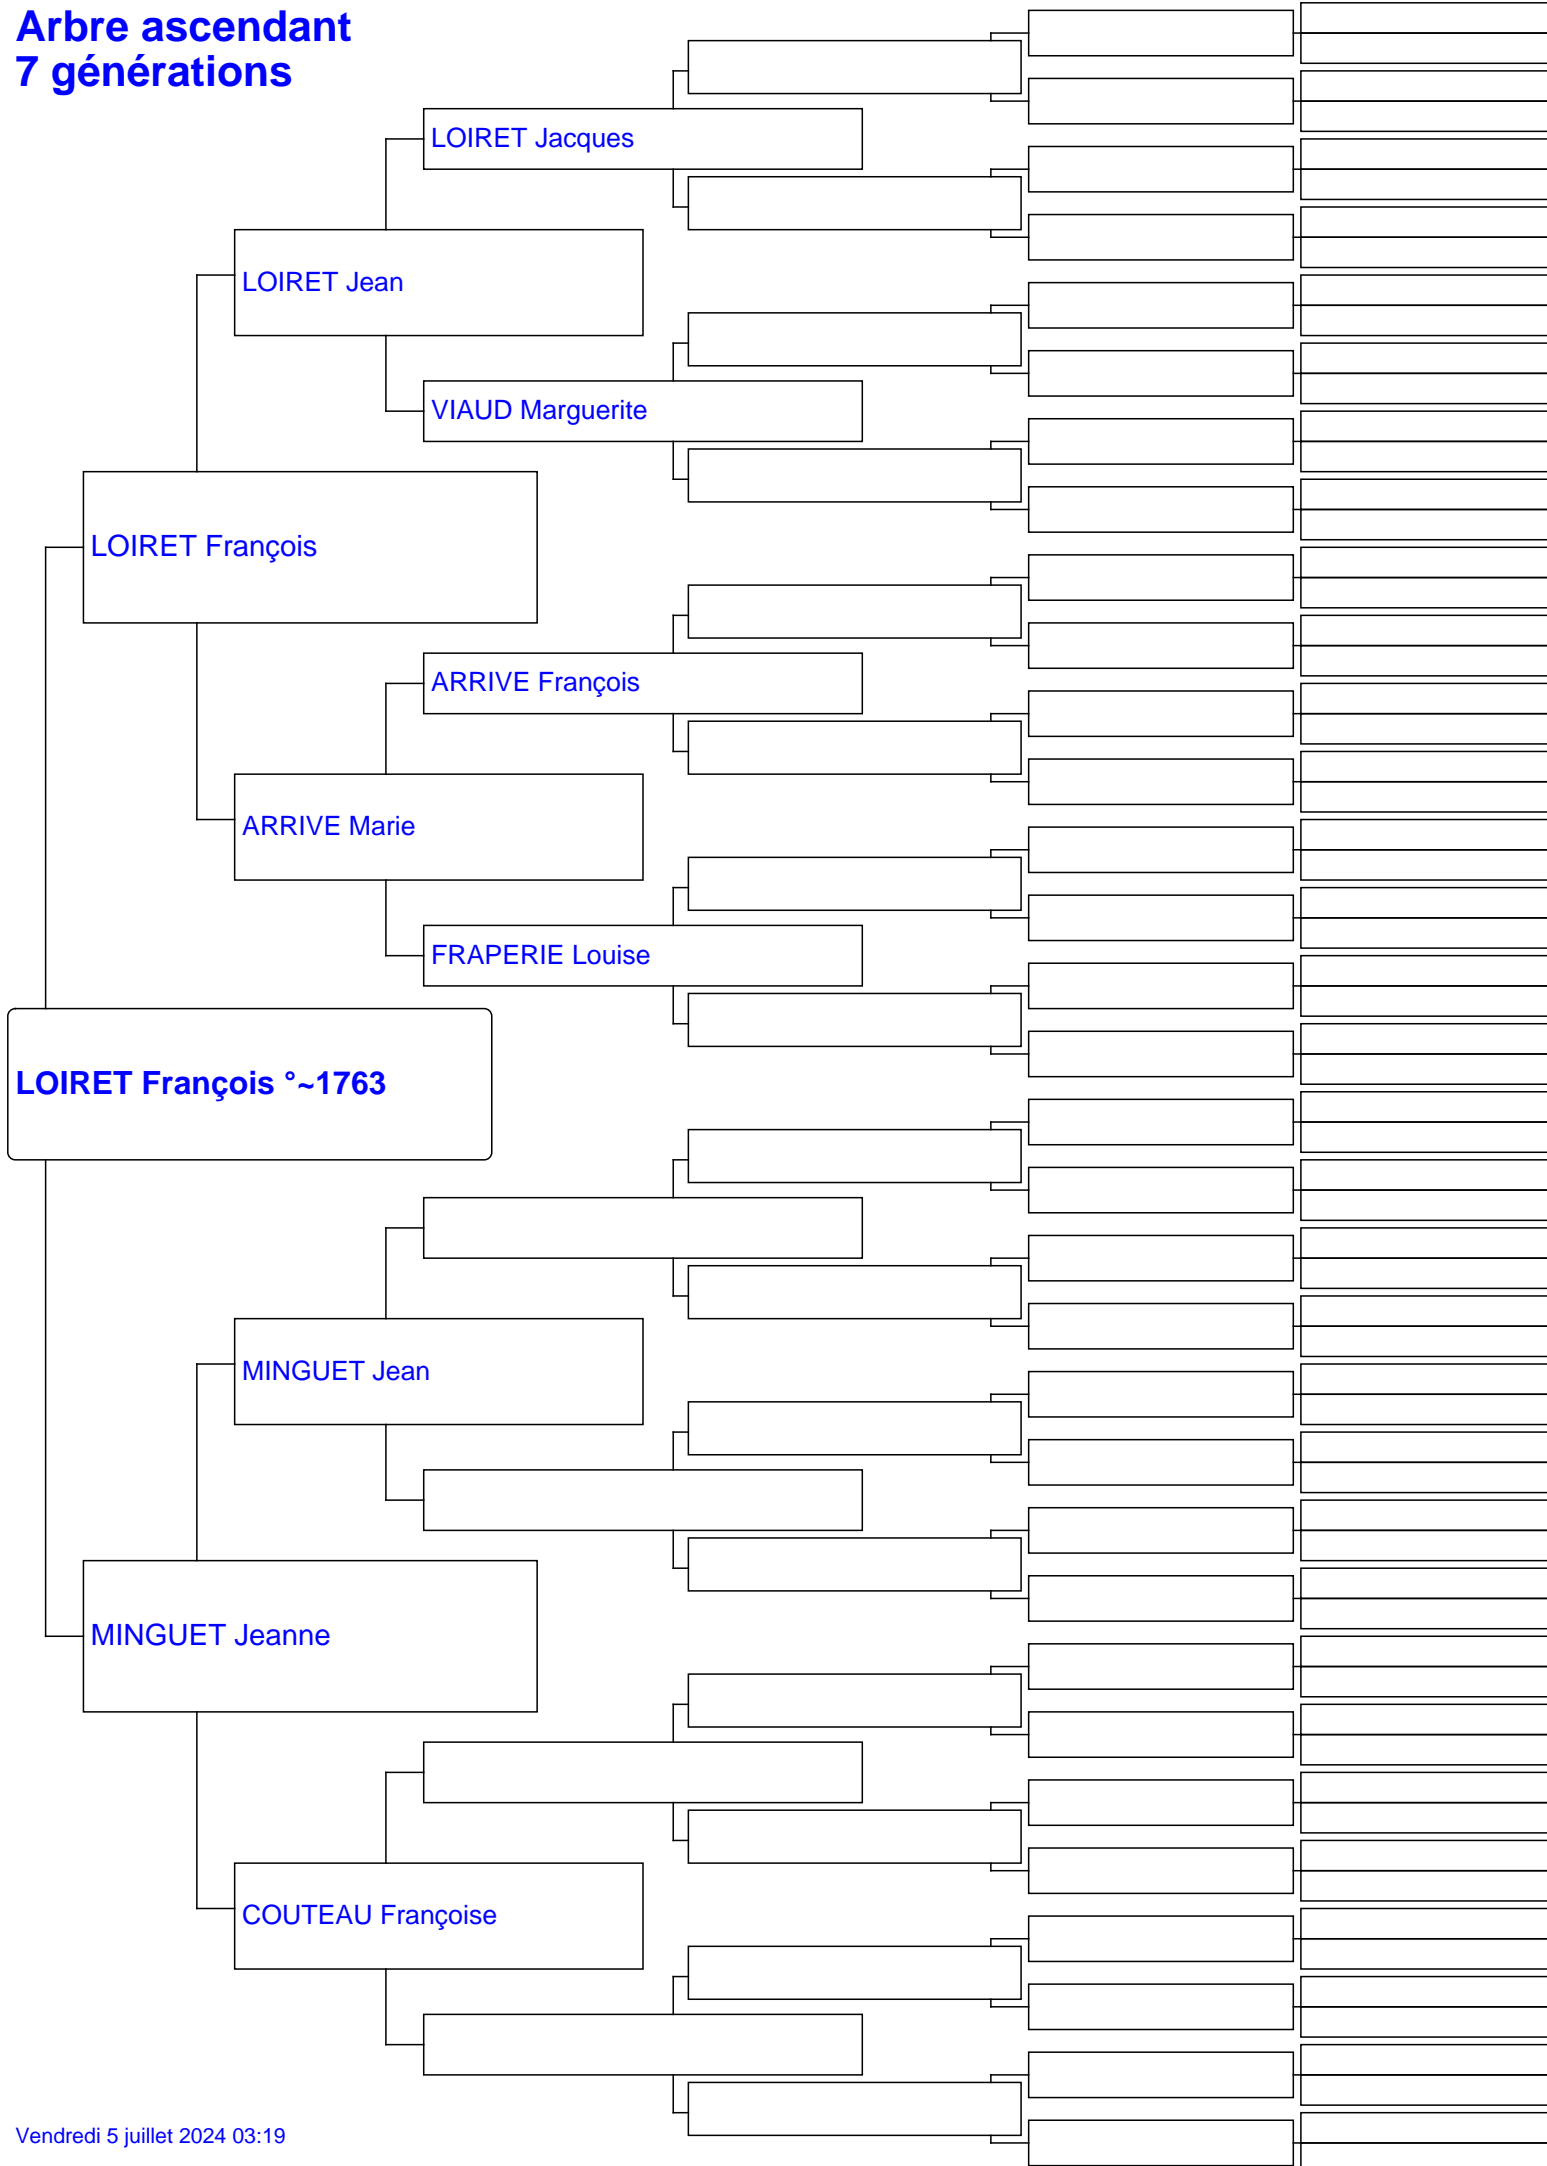 Arbre ascendant
7 générations
LOIRET Jacques
LOIRET Jean
VIAUD Marguerite
LOIRET François
ARRIVE François
ARRIVE Marie
FRAPERIE Louise
LOIRET François °~1763
MINGUET Jean
MINGUET Jeanne
COUTEAU Françoise
Vendredi 5 juillet 2024 03:19